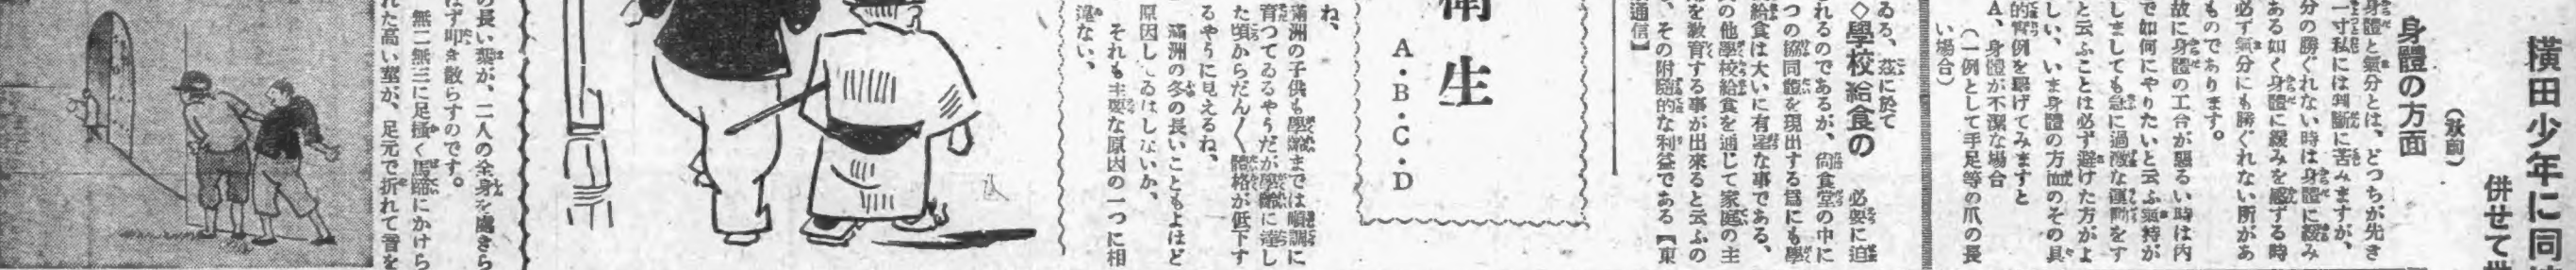 横田少年に同
併せて
(承前)
身體の方面
身體と氣分とは、どつちが先き
一寸私には判斷に苦みますが、
分の勝ぐれない時は身體に緩み
ある如く身體に緩みを感ずる時
必ず氣分にも勝ぐれない所があ
ものであります。
故に身體の工合が惡るい時は内
で如何にやりたいと云ふ氣持が
しましても急に過激な運動をす
と云ふことは必ず避けた方がよ
しい、いま身體の方面のその具
的實例を擧げてみますと
A、身體が不潔な場合
(一例として手足等の爪の長
い場合)
ゐる、茲に於て
◇學校給食の
必要に迫
れるのであるが、尙食堂の中に
つの協同體を現出する爲にも學
給食は大いに有望な事である、
の他學校給食を通じて家庭の主
を敎育する事が出來ると云ふの
、その附隨的な利益である【東
通信】
衛生
A・B・C・D
ね、
滿洲の子供も學齡までは順調に
育つてゐるやうだが學齡に達し
た頃からだん〱體格が低下す
るやうに見えるね、
滿洲の冬の長いこともよほど
原因してゐはしないか、
それも主要な原因の一つに相
違ない、
の長い葉が、二人の全身を
はず叩き散らすのです。
無二無三に足掻く馬蹄にかけら
れた高い莖が、足元で折れて音を